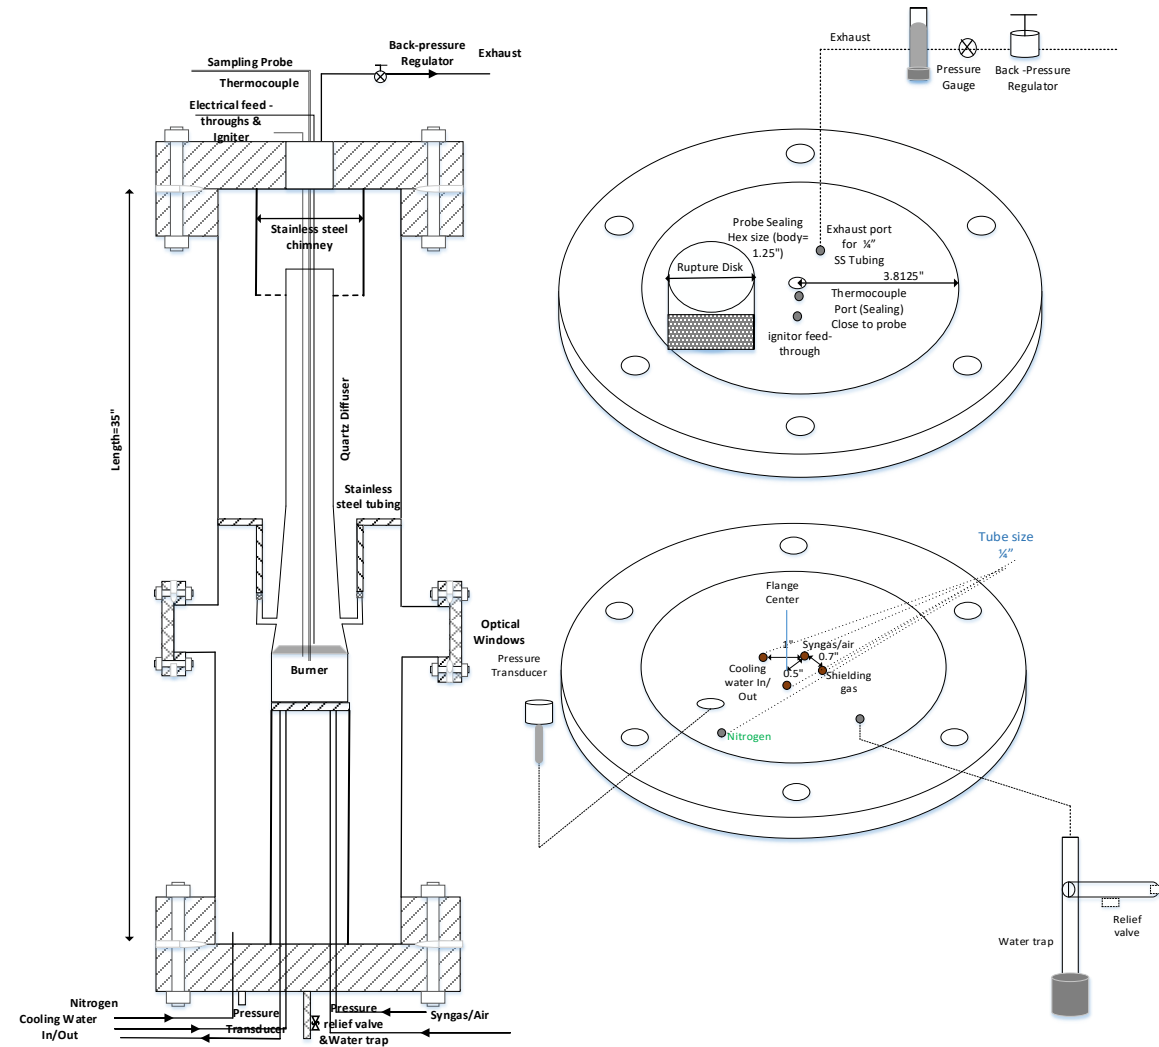 Back-pressure
Regulator
Exhaust
Sampling Probe
Thermocouple
Electrical feed -
throughs &
Igniter
Stainless steel
chimney
Length=35"
Quartz Diffuser
Stainless
steel tubing
Optical
Windows
Burner
Nitrogen
Cooling Water
In/Out
Pressure
Transducer
Pressure
relief valve
&Water trap
Syngas/Air
Exhaust
Pressure
Gauge
Back -Pressure
Regulator
Probe Sealing
Hex size (body=
1.25")
Exhaust port
for ¼”
SS Tubing
Rupture Disk
3.8125"
Thermocouple
Port (Sealing)
Close to probe
ignitor feed-
through
Tube size
¼”
Flange
Center
1"
Syngas/air
0.7"
0.5"
Cooling
water In/
Out
Shielding
gas
Nitrogen
Pressure
Transducer
Water trap
Relief
valve